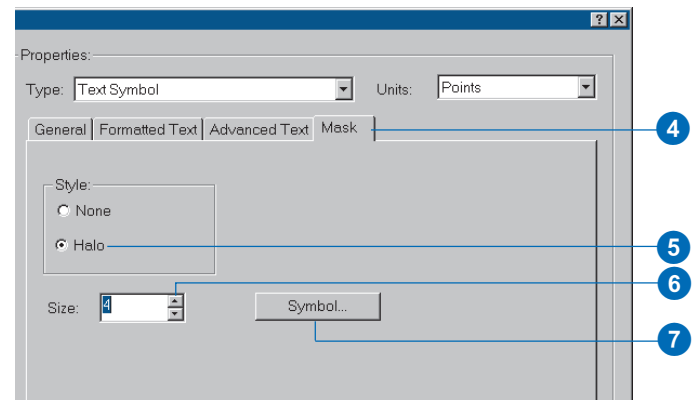 Properties:
Type: Text Symbol Units: Points
General Formatted Text Advanced Text Mask 4
Style:
None
Halo 5
6
Size: 4 Symbol...
7